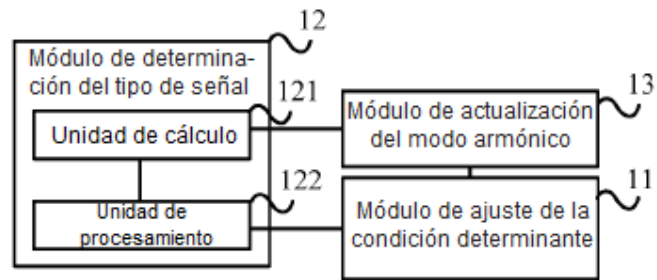 12
Módulo de determina-
ción del tipo de señal
121
Unidad de cálculo
122
Unidad de
procesamiento
13
Módulo de actualización
del modo armónico
11
Módulo de ajuste de la
condición determinante